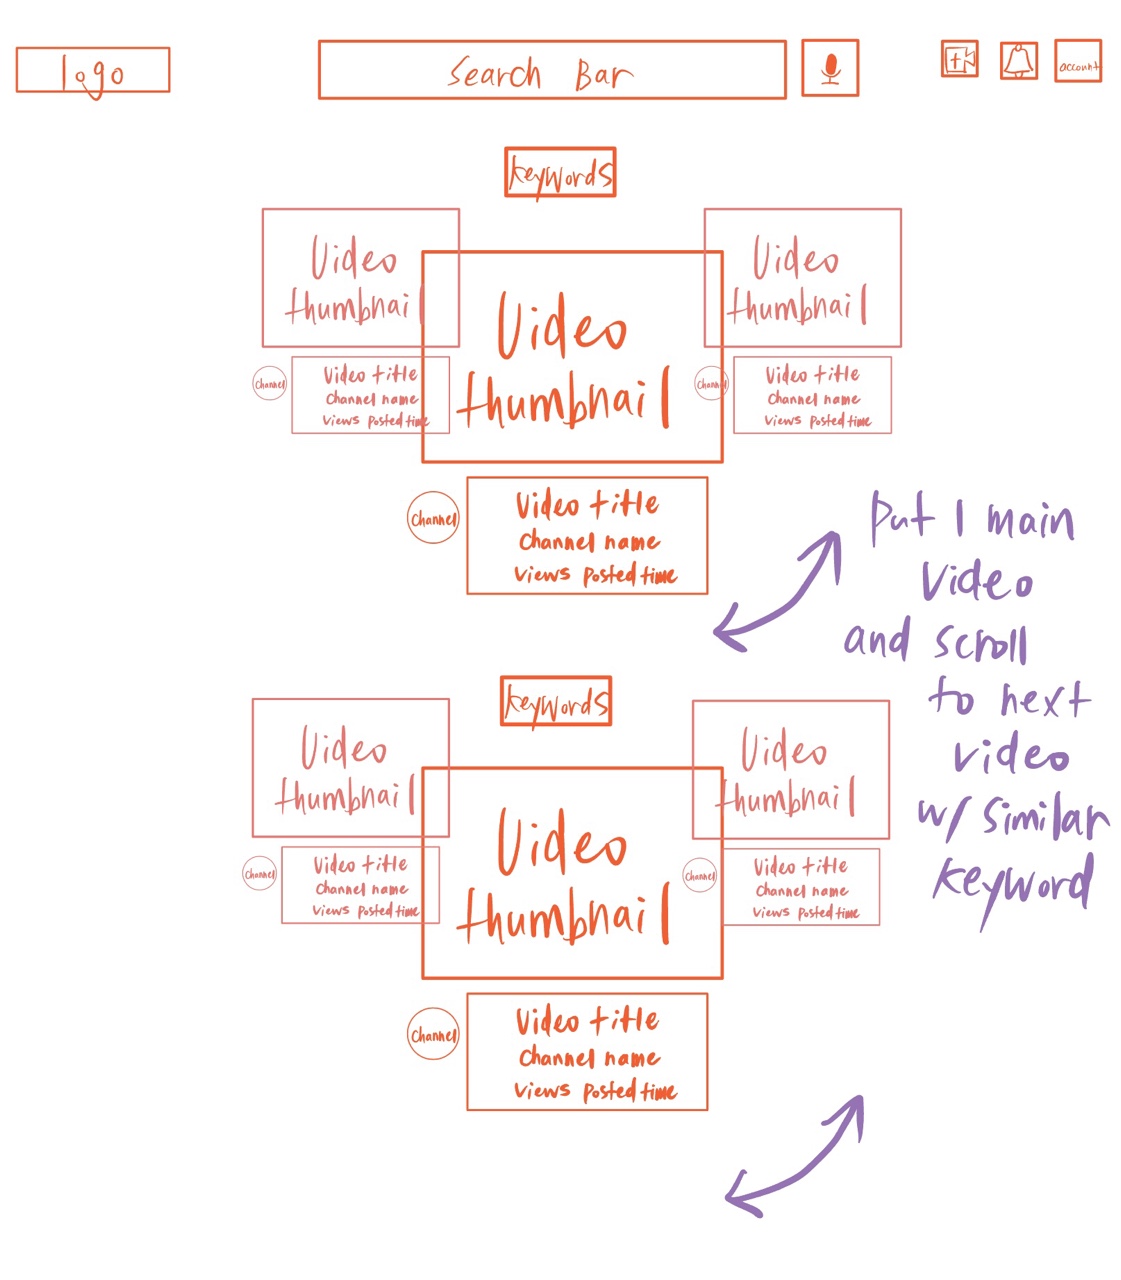 logo
Search Bar
account
keywords
Video
thumbnail
Channel
Video title
Channel name
Views Posted time
Video
thumbnail
Channel
Video title
Channel name
Views Posted time
Video
thumbnail
Channel
Video title
Channel name
Views Posted time
Put 1 main
Video
and scroll
to next
video
w/ similar
keyword
keywords
Video
thumbnail
Channel
Video title
Channel name
Views Posted time
Video
thumbnail
Channel
Video title
Channel name
Views Posted time
Video
thumbnail
Channel
Video title
Channel name
Views Posted time